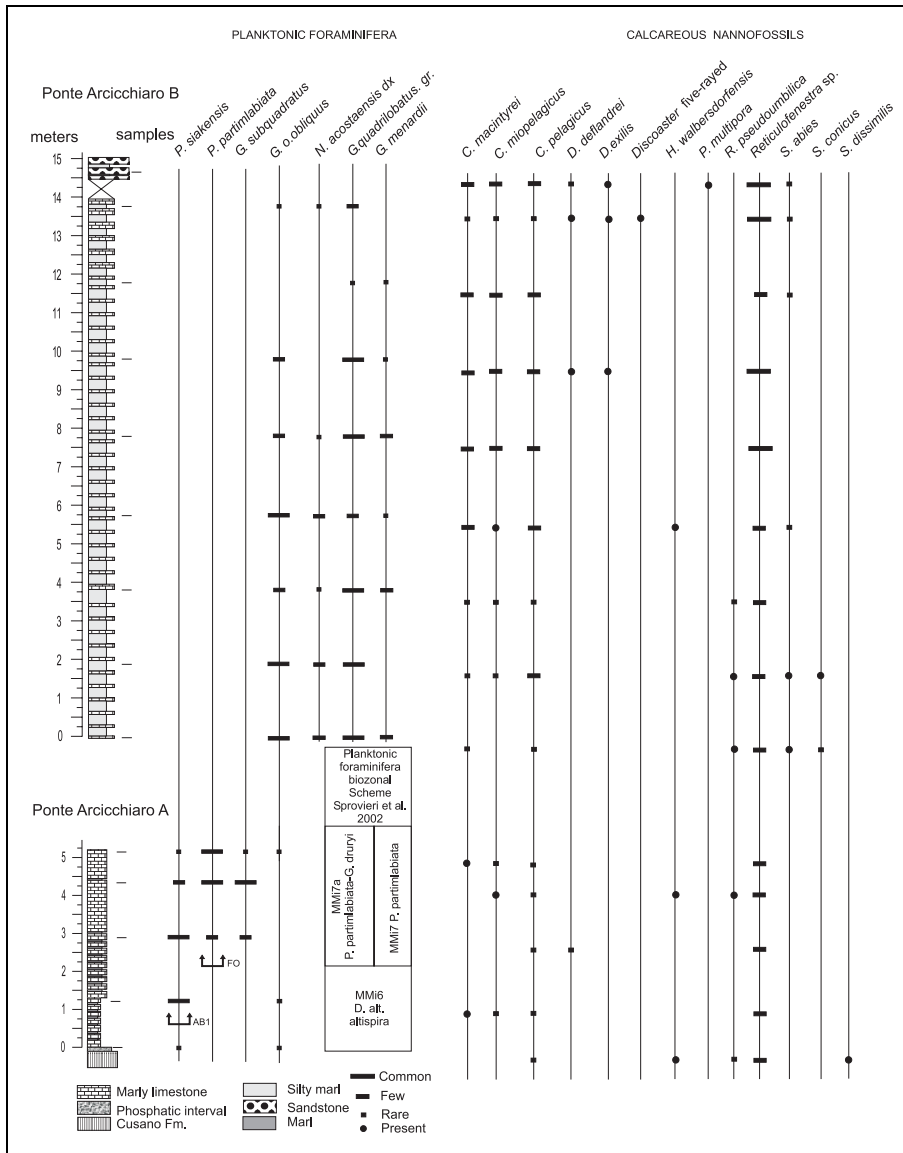 PLANKTONIC FORAMINIFERA
CALCAREOUS NANNOFOSSILS
Ponte Arcicchiaro B
meters
samples
P. siakensis
P. partimlabiata
G. subquadratus
G. o.obliquus
N. acostaensis dx
G.quadrilobatus. gr.
G. menardii
C. macintyrei
C. miopelagicus
C. pelagicus
D. deflandrei
D.exilis
Discoaster five-rayed
H. walbersdorfensis
P. multipora
R. pseudoumbilica
Reticulofenestra sp.
S. abies
S. conicus
S. dissimilis
15
14
13
12
11
10
9
8
7
6
5
4
3
2
1
0
Planktonic
foraminifera
biozonal
Scheme
Sprovieri et al.
2002
Ponte Arcicchiaro A
5
4
3
2
1
0
FO
AB1
MMi7a
P. partimlabiata-G. druryi
MMi7 P. partimlabiata
MMi6
D. alt.
altispira
Marly limestone
Phosphatic interval
Cusano Fm.
Silty marl
Sandstone
Marl
Common
Few
Rare
Present